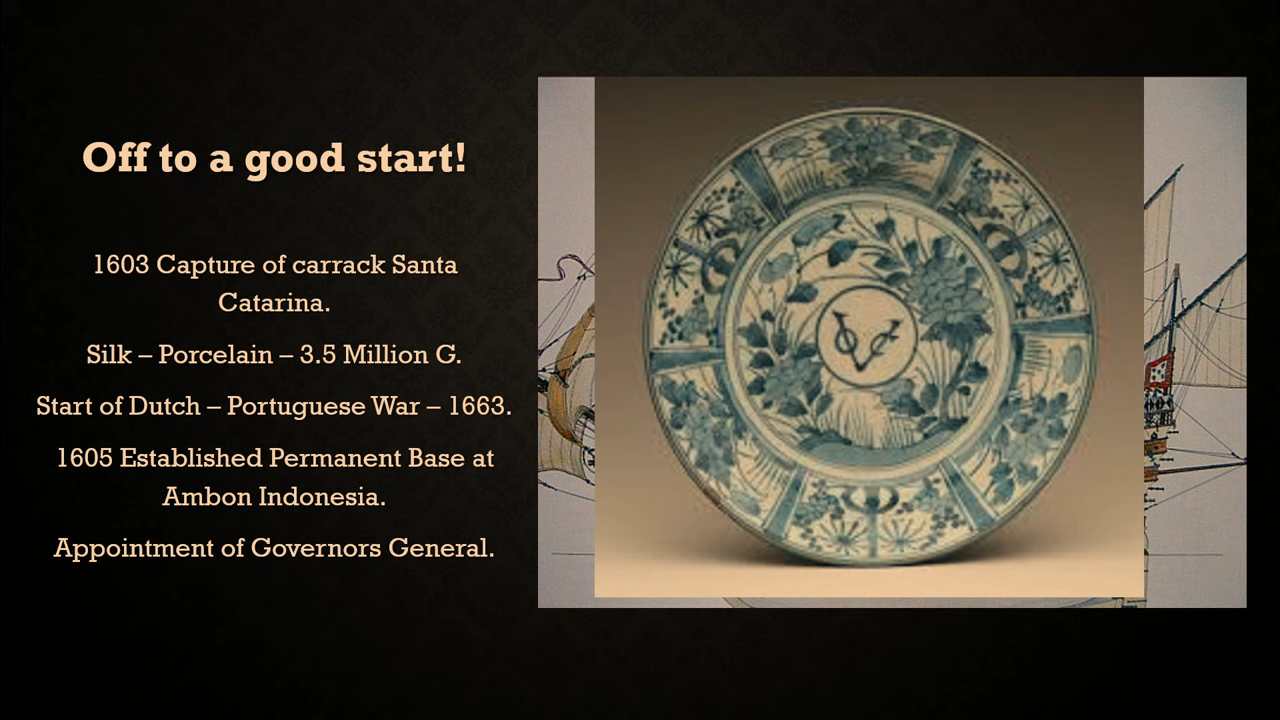 Off to a good start!
1603 Capture of carrack Santa
Catarina.
Silk – Porcelain – 3.5 Million G.
Start of Dutch – Portuguese War – 1663.
1605 Established Permanent Base at
Ambon Indonesia.
Appointment of Governors General.
VOC